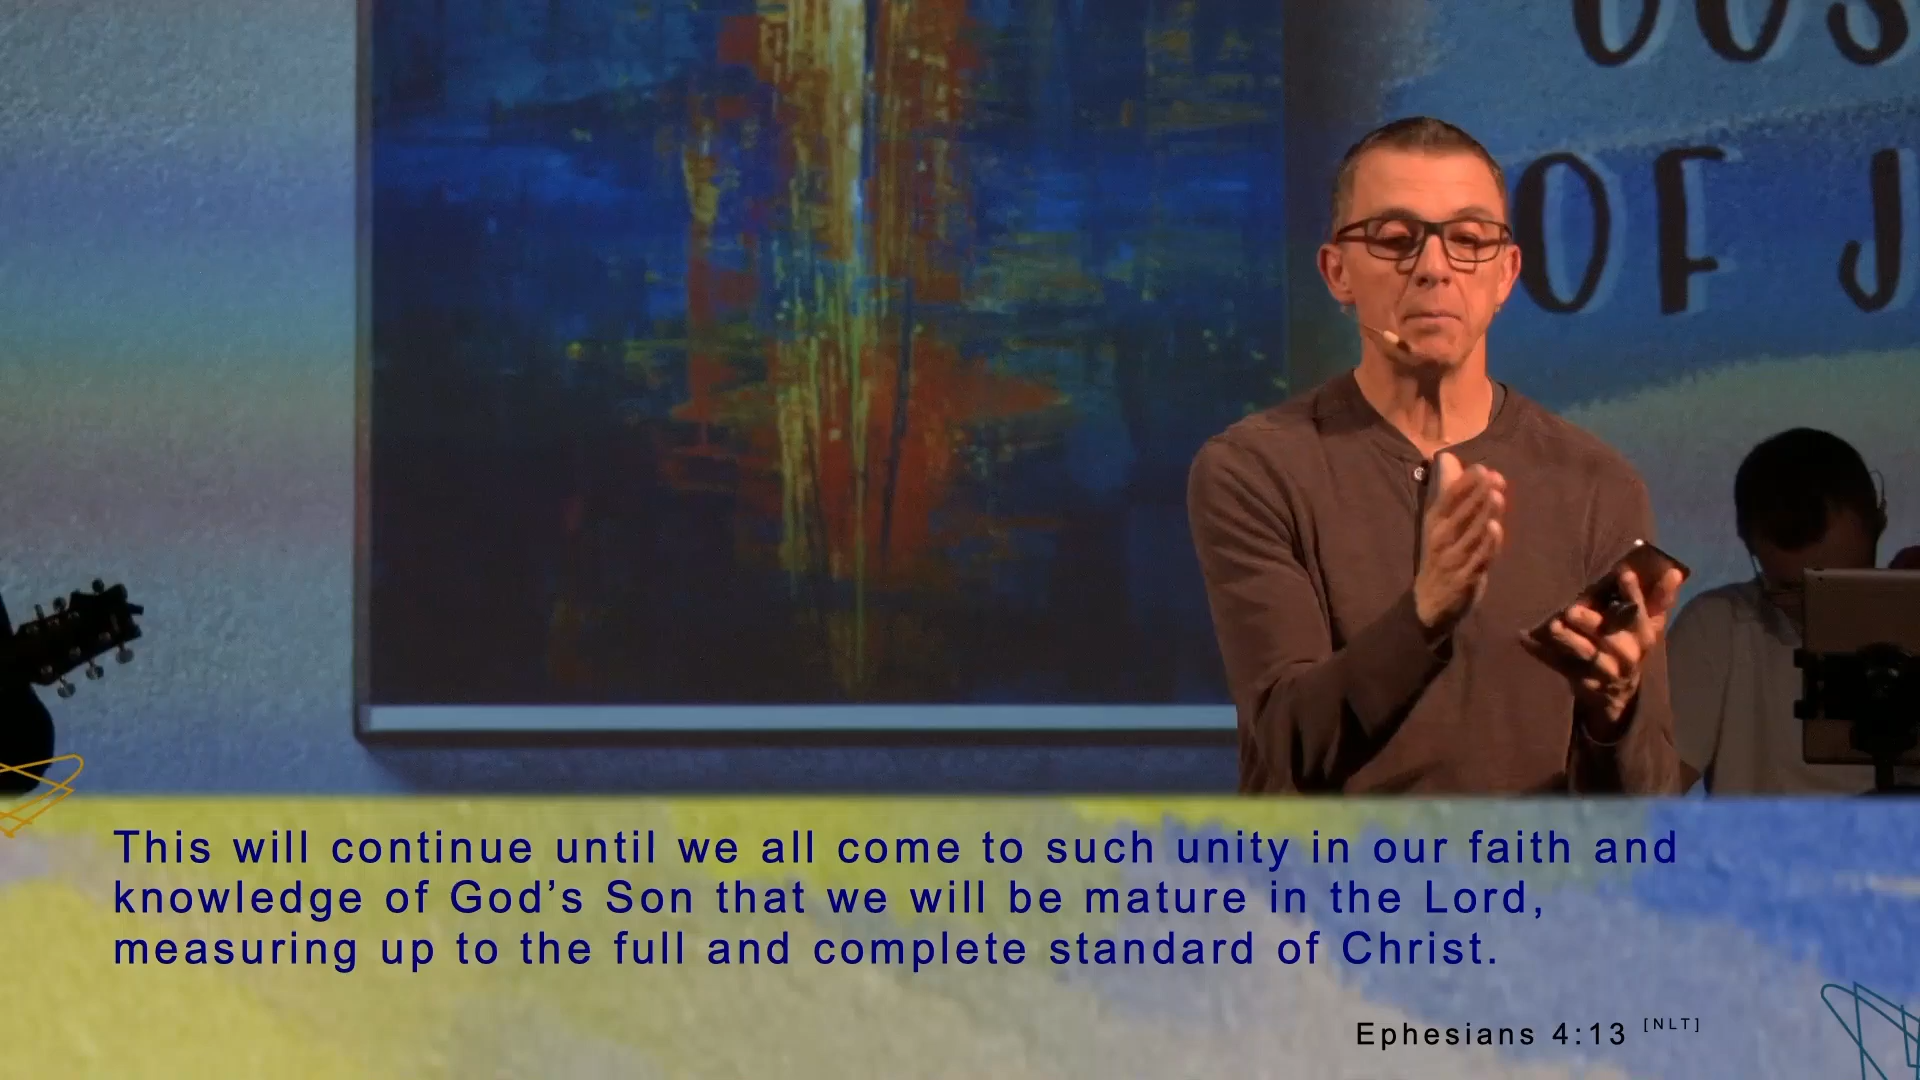 OF J
This will continue until we all come to such unity in our faith and
knowledge of God’s Son that we will be mature in the Lord,
measuring up to the full and complete standard of Christ.
Ephesians 4:13 [NLT]